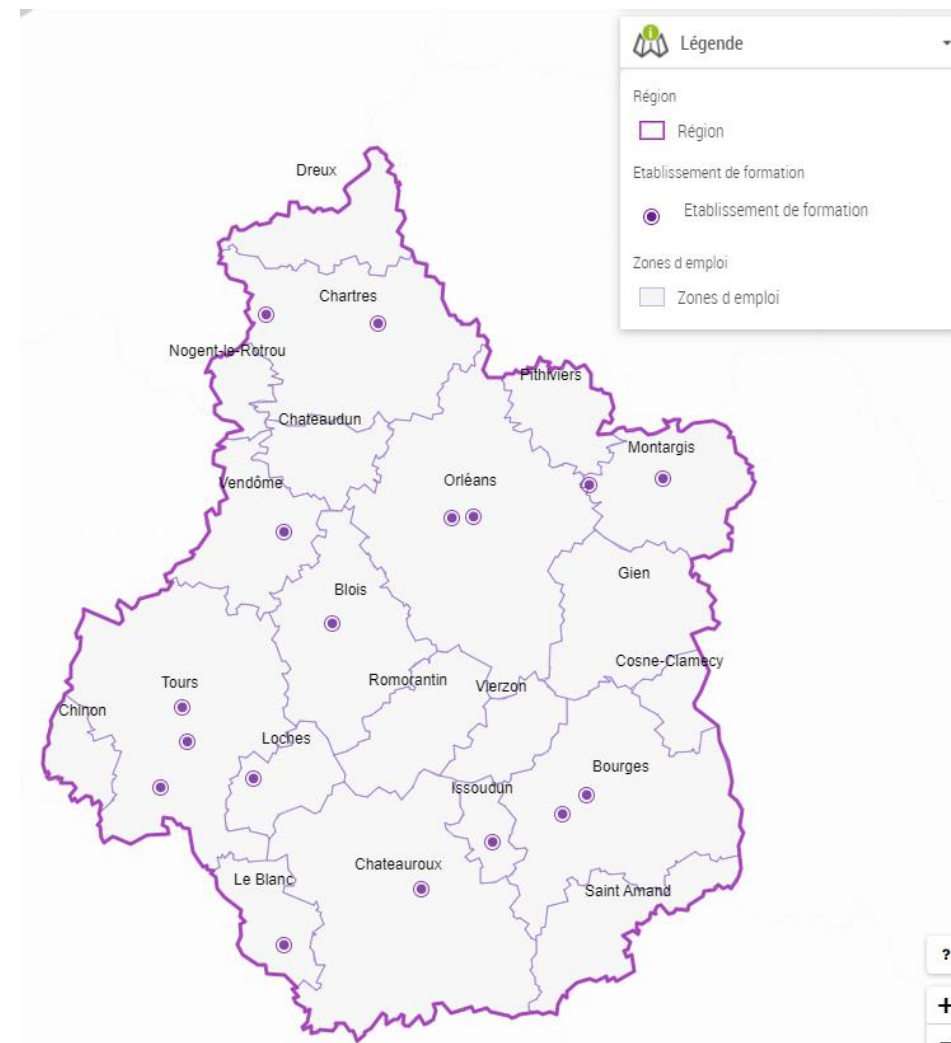 Légende
Région
Région
Etablissement de formation
Etablissement de formation
Zones d emploi
Zones d emploi
Dreux
Chartres
Nogent-le-Rotrou
Pithiviers
Chateaudun
Montargis
Vendôme
Orléans
Gien
Blois
Cosne-Clamecy
Romorantin
Vierzon
Tours
Chinon
Loches
Bourges
Issoudun
Chateauroux
Le Blanc
Saint Amand
?
+